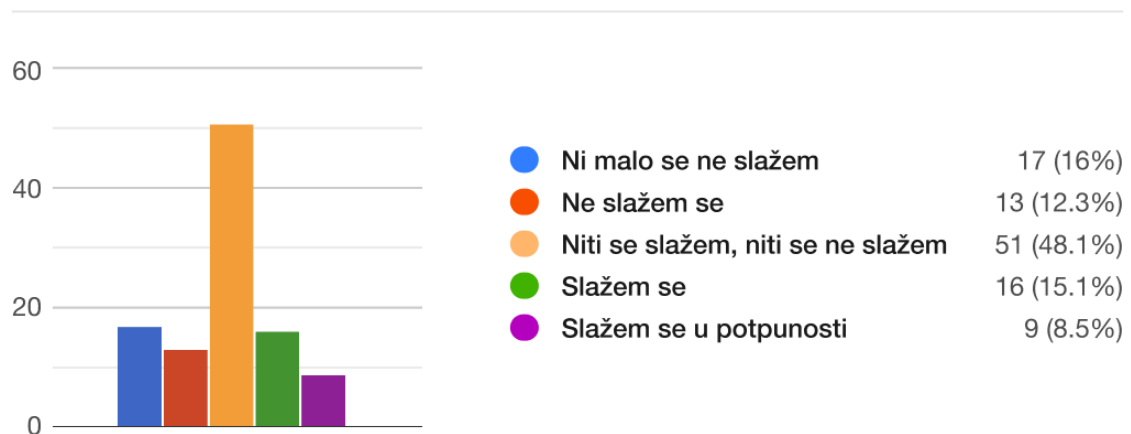 60
40
20
0
Ni malo se ne slažem 17 (16%)
Ne slažem se 13 (12.3%)
Niti se slažem, niti se ne slažem 51 (48.1%)
Slažem se 16 (15.1%)
Slažem se u potpunosti 9 (8.5%)